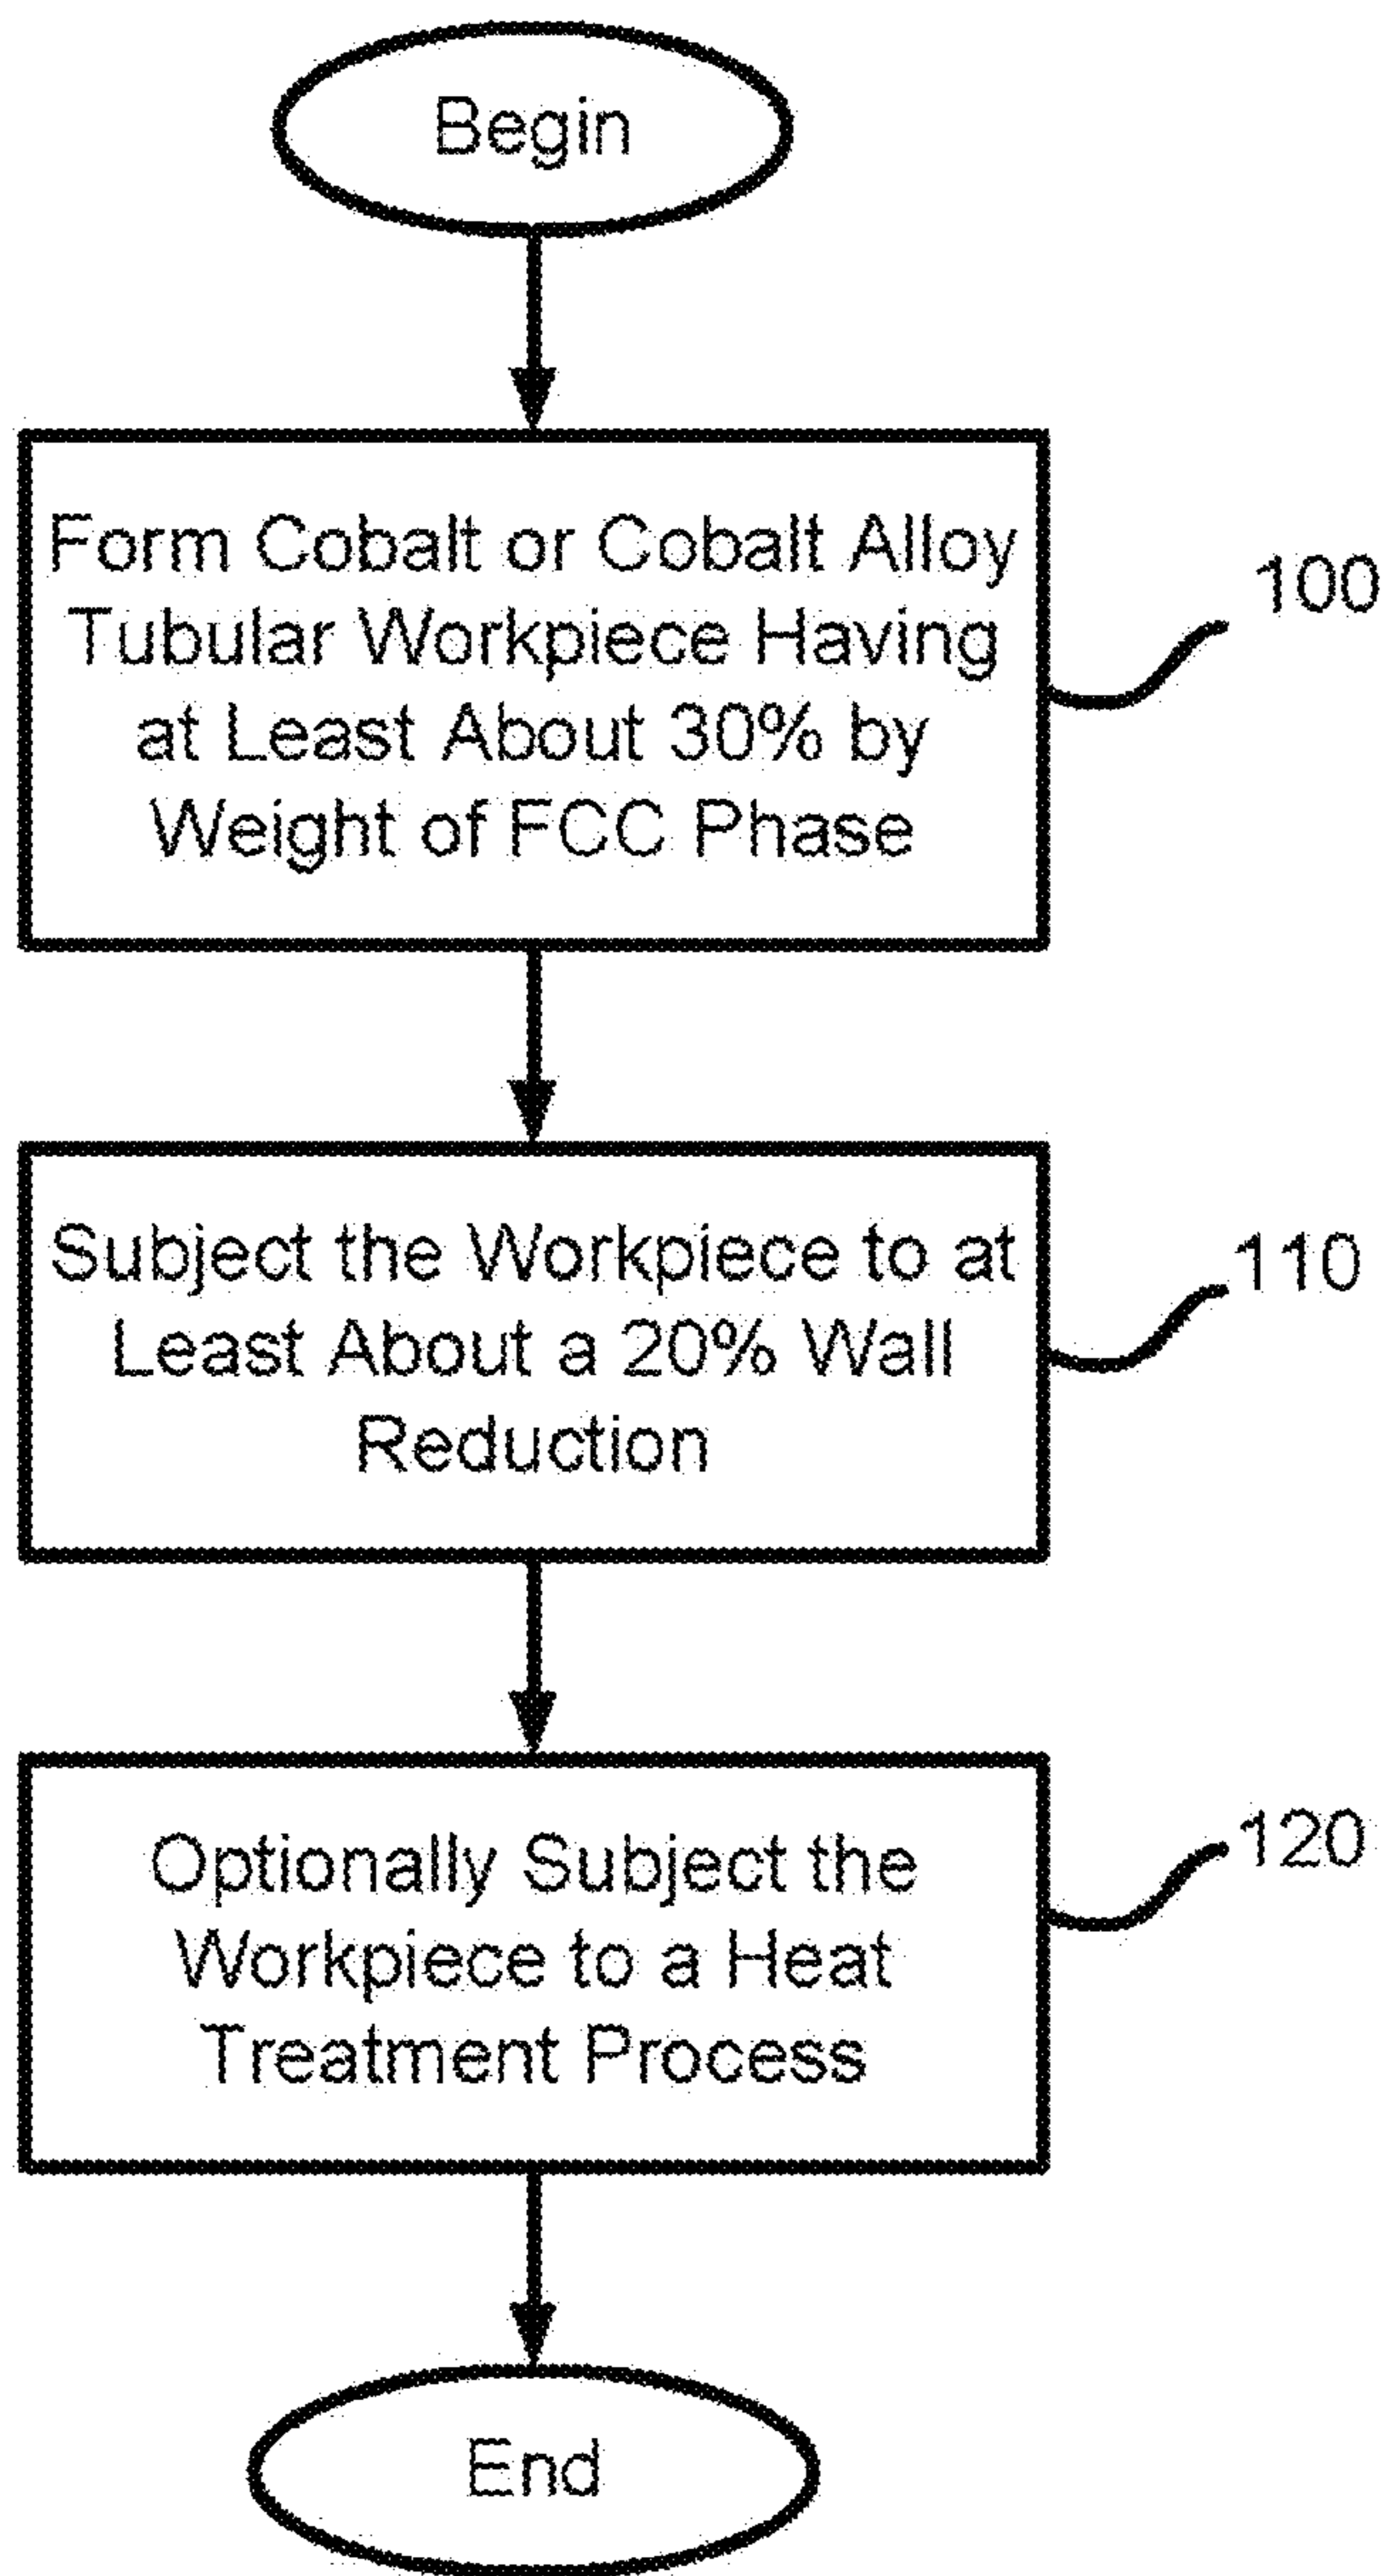 Begin
Form Cobalt or Cobalt Alloy
Tubular Workpiece Having
at Least About 30% by
Weight of FCC Phase
100
Subject the Workpiece to at
Least About a 20% Wall
Reduction
110
Optionally Subject the
Workpiece to a Heat
Treatment Process
120
End